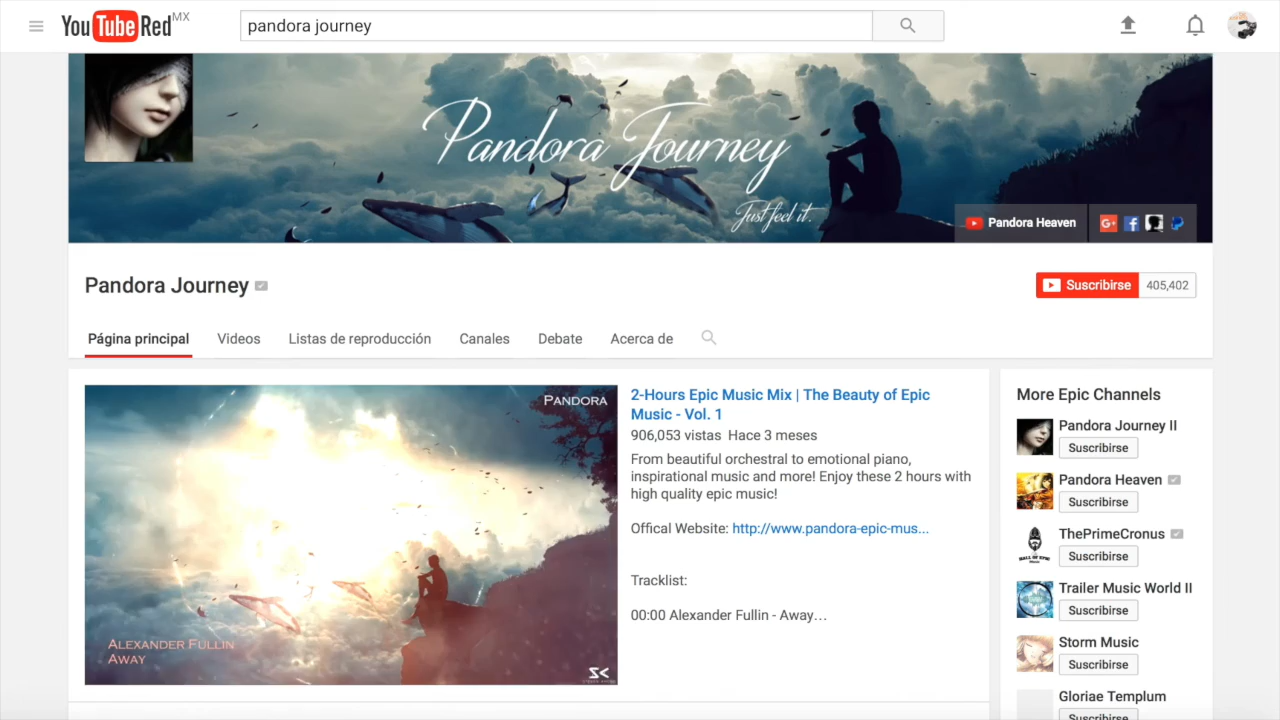 YouTube Red MX
pandora journey
Pandora Journey
Just feel it.
Pandora Heaven
Pandora Journey
Suscribirse 405,402
Página principal Videos Listas de reproducción Canales Debate Acerca de
PANDORA
ALEXANDER FULLIN
AWAY
2-Hours Epic Music Mix | The Beauty of Epic
Music - Vol. 1
906,053 vistas Hace 3 meses
From beautiful orchestral to emotional piano,
inspirational music and more! Enjoy these 2 hours with
high quality epic music!
Offical Website: http://www.pandora-epic-mus...
Tracklist:
00:00 Alexander Fullin - Away…
More Epic Channels
Pandora Journey II
Suscribirse
Pandora Heaven
Suscribirse
ThePrimeCronus
Suscribirse
Trailer Music World II
Suscribirse
Storm Music
Suscribirse
Gloriae Templum
Suscribirse